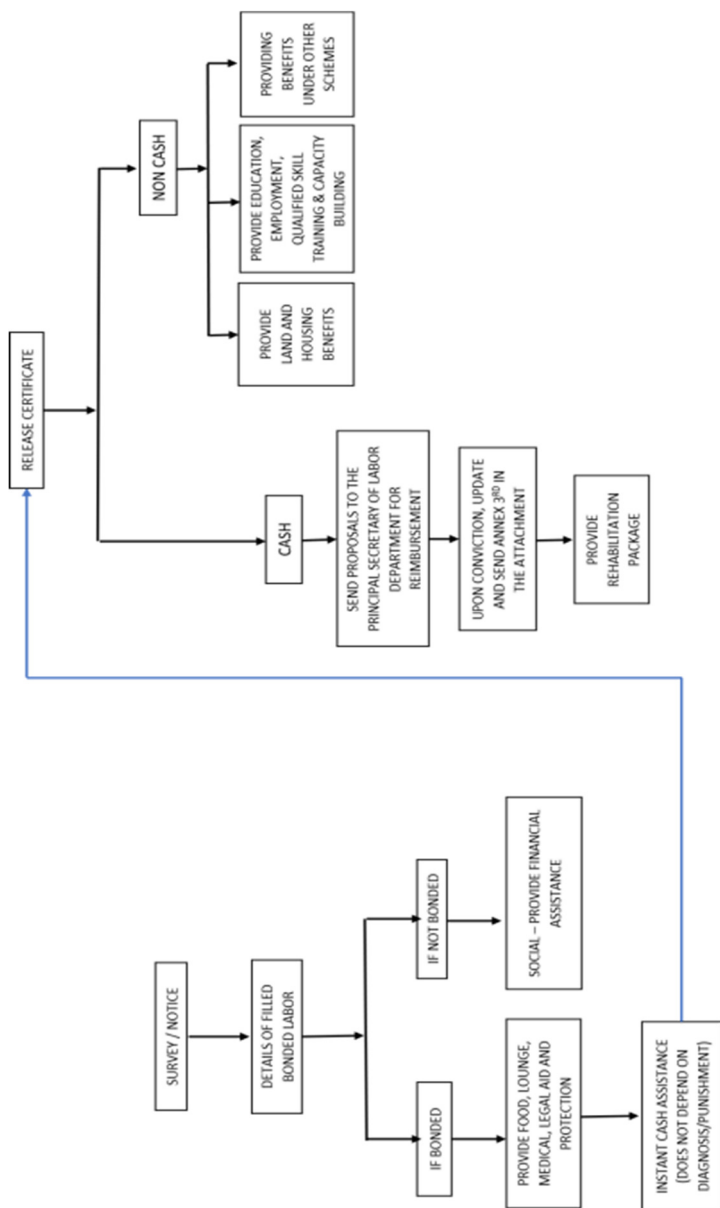 SURVEY / NOTICE
DETAILS OF FILLED
BONDED LABOR
IF BONDED
IF NOT BONDED
PROVIDE FOOD, LOUNGE,
MEDICAL, LEGAL AID AND
PROTECTION
SOCIAL – PROVIDE FINANCIAL
ASSISTANCE
INSTANT CASH ASSISTANCE
(DOES NOT DEPEND ON
DIAGNOSIS/PUNISHMENT)
RELEASE CERTIFICATE
CASH
NON CASH
SEND PROPOSALS TO THE
PRINCIPAL SECRETARY OF LABOR
DEPARTMENT FOR
REIMBURSEMENT
UPON CONVICTION, UPDATE
AND SEND ANNEX 3RD IN
THE ATTACHMENT
PROVIDE
REHABILITATION
PACKAGE
PROVIDE
LAND AND
HOUSING
BENEFITS
PROVIDE EDUCATION,
EMPLOYMENT,
QUALIFIED SKILL
TRAINING & CAPACITY
BUILDING
PROVIDING
BENEFITS
UNDER OTHER
SCHEMES